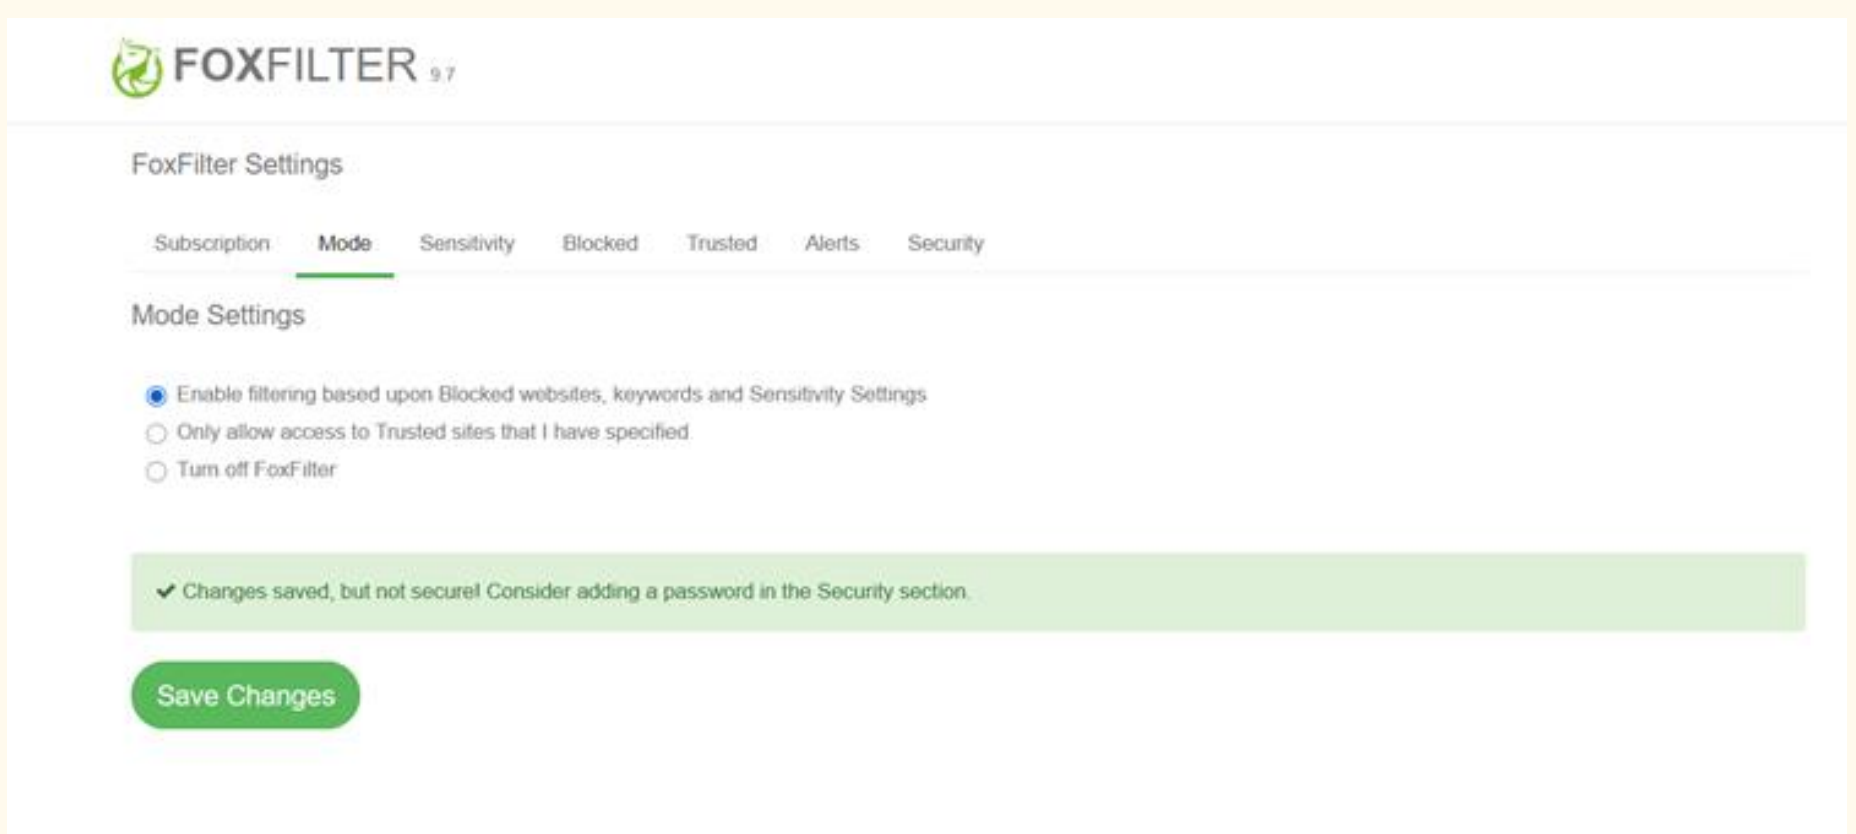 FOXFILTER 9.7
FoxFilter Settings
Subscription Mode Sensitivity Blocked Trusted Alerts Security
Mode Settings
Enable filtering based upon Blocked websites, keywords and Sensitivity Settings
Only allow access to Trusted sites that I have specified
Turn off FoxFilter
✔ Changes saved, but not secure! Consider adding a password in the Security section.
Save Changes